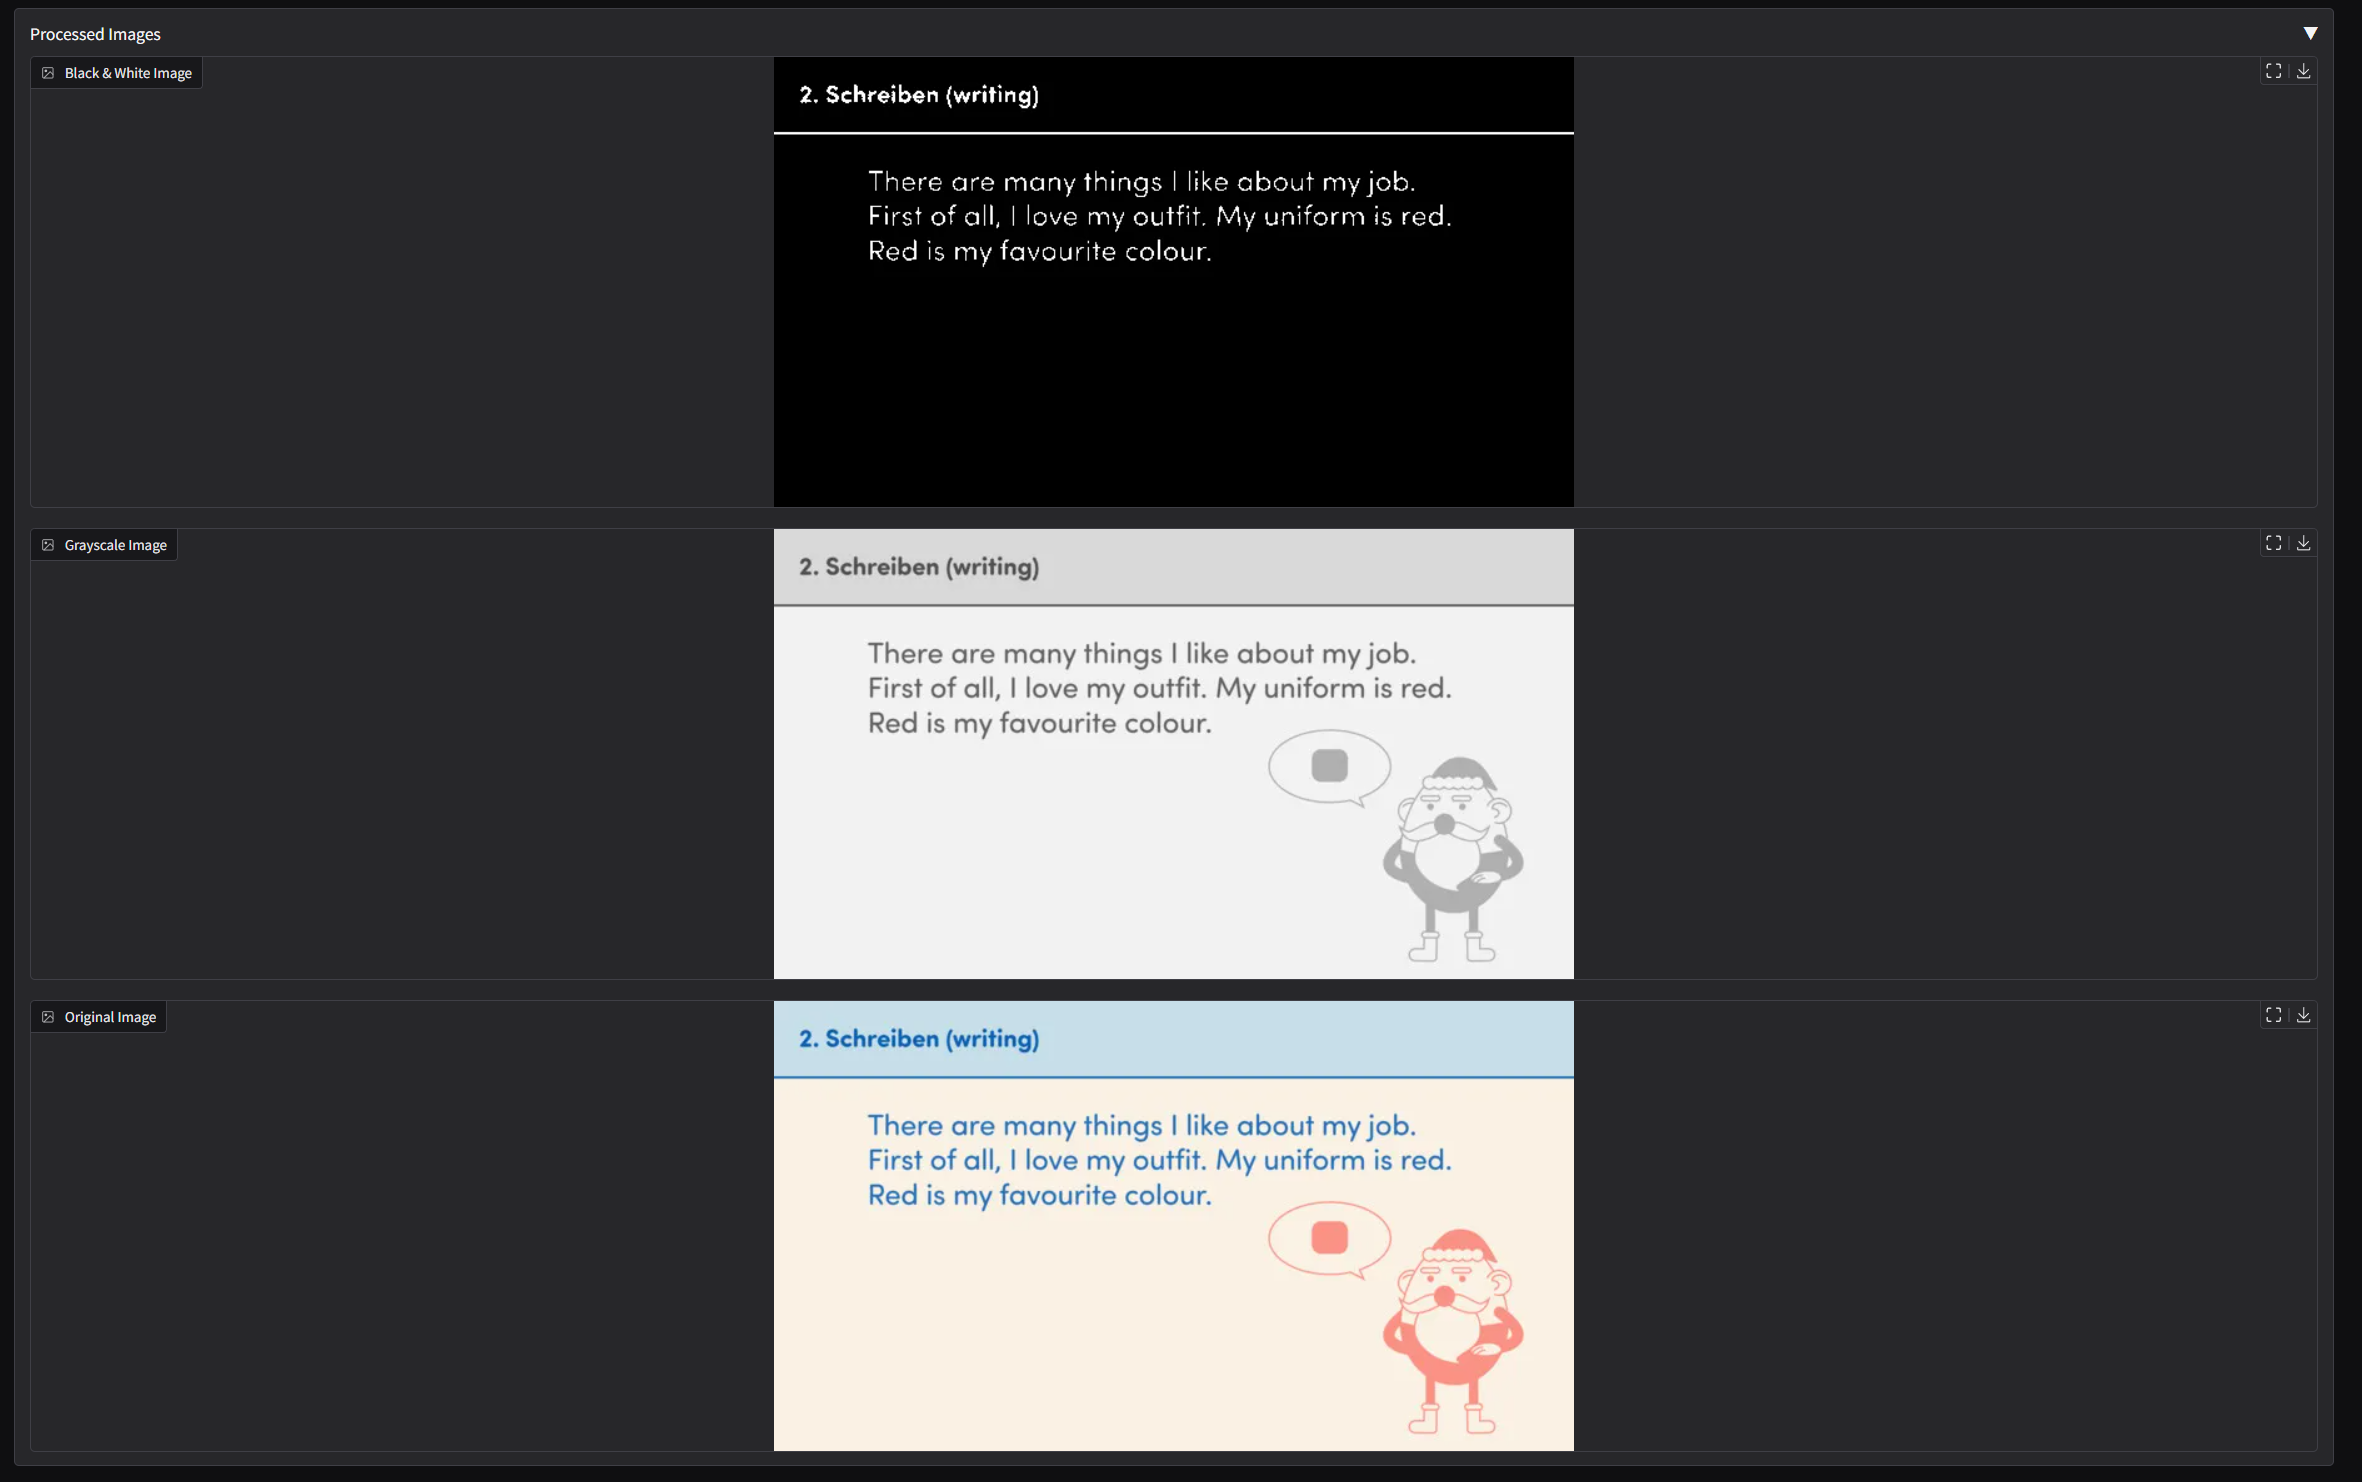 Processed Images
Black & White Image
2. Schreiben (writing)
There are many things I like about my job.
First of all, I love my outfit. My uniform is red.
Red is my favourite colour.
Grayscale Image
2. Schreiben (writing)
There are many things I like about my job.
First of all, I love my outfit. My uniform is red.
Red is my favourite colour.
Original Image
2. Schreiben (writing)
There are many things I like about my job.
First of all, I love my outfit. My uniform is red.
Red is my favourite colour.